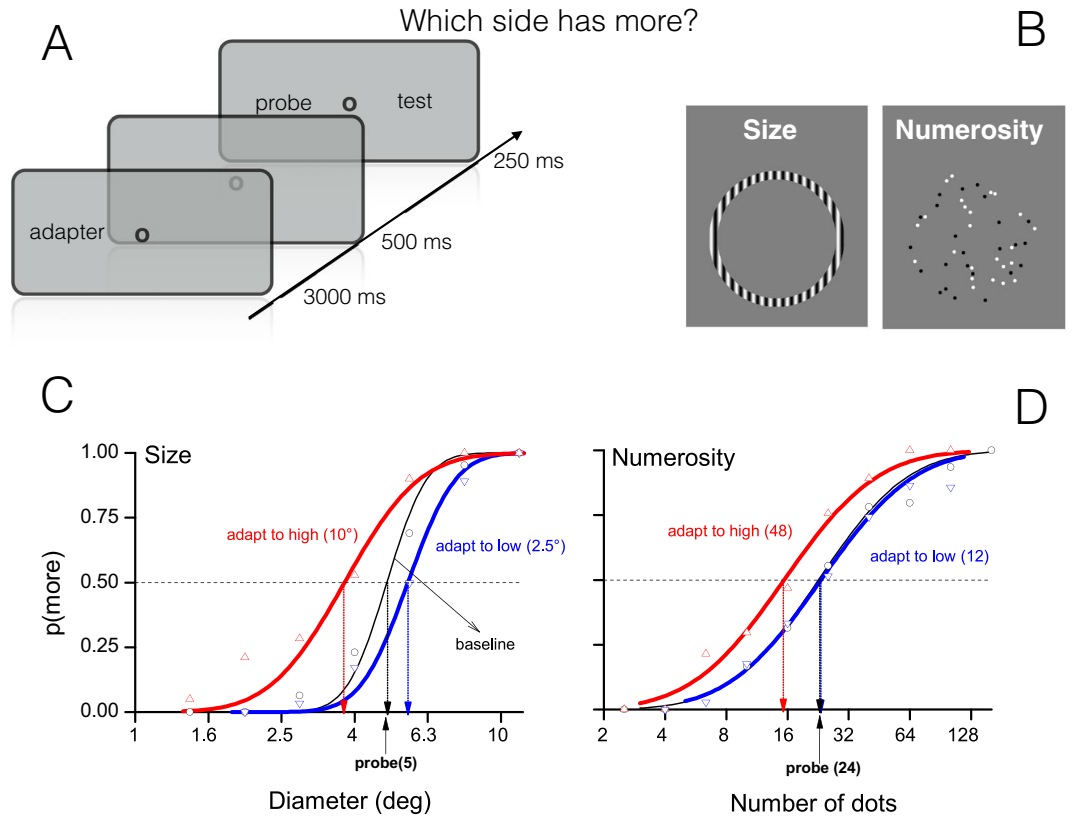 Which side has more?
A
B
probe
o
test
250 ms
o
500 ms
adapter
o
3000 ms
Size
Numerosity
C
D
Size
1.00
0.75
0.50
0.25
0.00
p(more)
adapt to high (10°)
adapt to low (2.5°)
baseline
1
1.6
2.5
4
6.3
10
probe(5)
Diameter (deg)
Numerosity
adapt to high (48)
adapt to low (12)
2
4
8
16
32
64
128
probe (24)
Number of dots